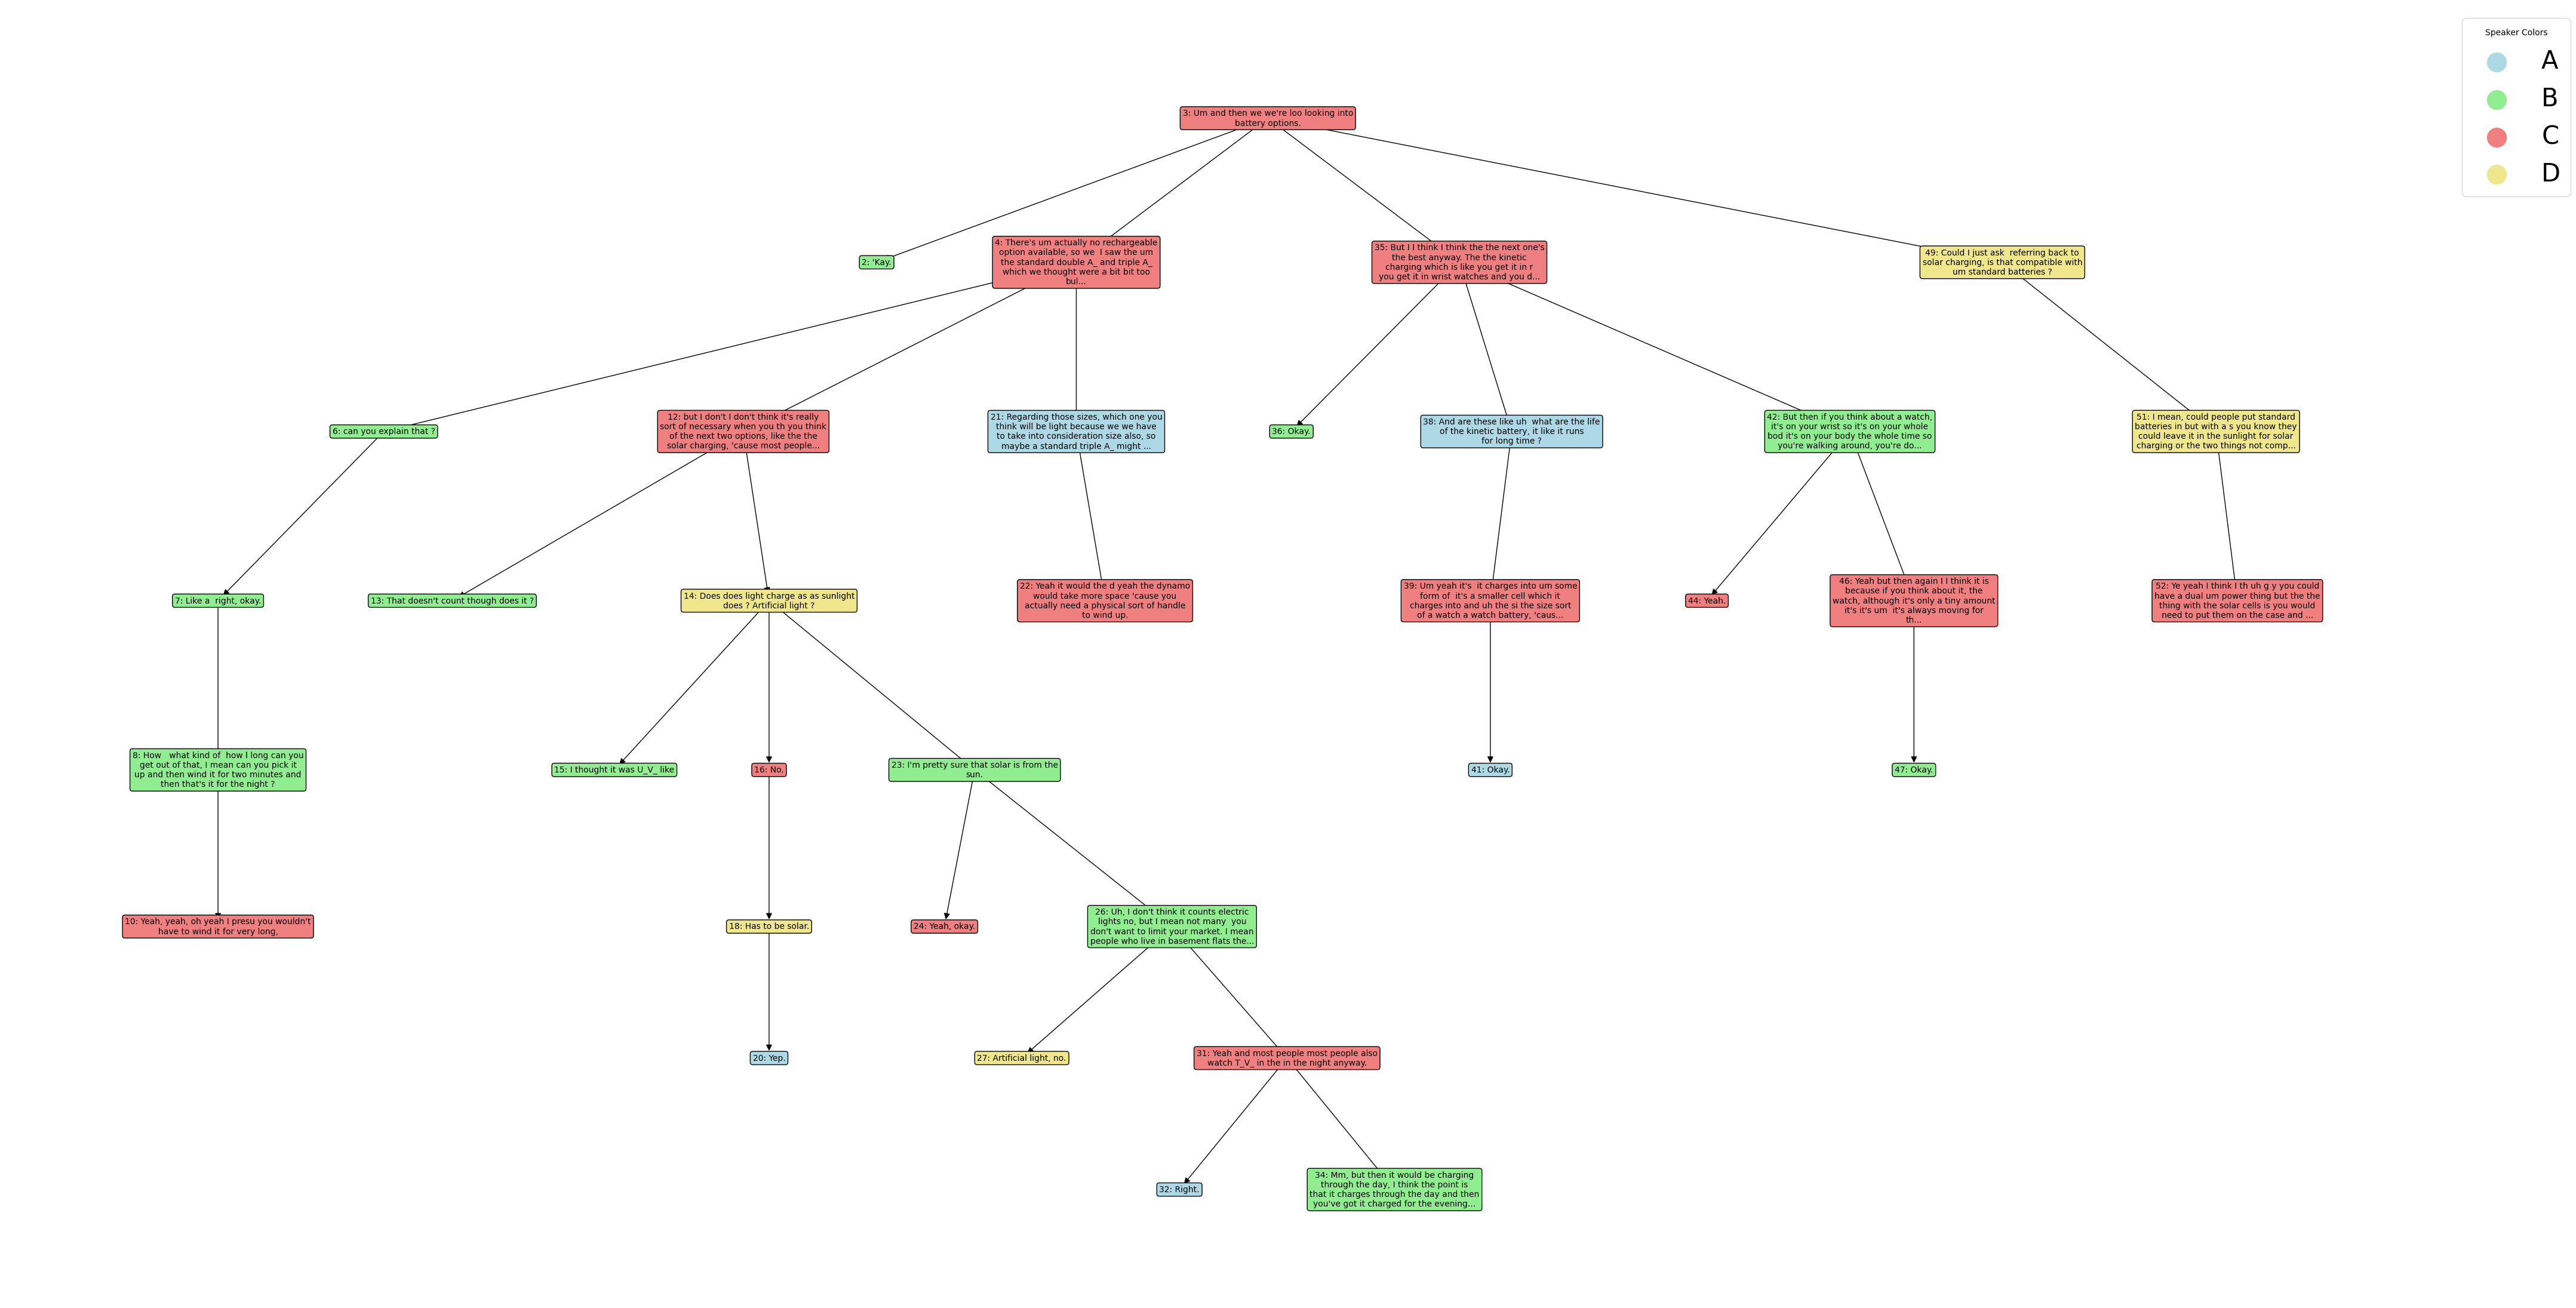 Speaker Colors
A
B
C
D
3: Um and then we we're loo looking into
battery options.
2: 'Kay.
4: There's um actually no rechargeable
option available, so we  I saw the um
the standard double A_ and triple A_
which we thought were a bit bit too
bul...
35: But I I think I think the the next one's
the best anyway. The the kinetic
charging which is like you get it in r
you get it in wrist watches and you d...
49: Could I just ask  referring back to
solar charging, is that compatible with
um standard batteries ?
6: can you explain that ?
12: but I don't I don't think it's really
sort of necessary when you th you think
of the next two options, like the the
solar charging, 'cause most people...
21: Regarding those sizes, which one you
think will be light because we we have
to take into consideration size also, so
maybe a standard triple A_ might ...
36: Okay.
38: And are these like uh  what are the life
of the kinetic battery, it like it runs
for long time ?
42: But then if you think about a watch,
it's on your wrist so it's on your whole
bod it's on your body the whole time so
you're walking around, you're do...
51: I mean, could people put standard
batteries in but with a s you know they
could leave it in the sunlight for solar
charging or the two things not comp...
7: Like a  right, okay.
13: That doesn't count though does it ?
14: Does does light charge as as sunlight
does ? Artificial light ?
22: Yeah it would the d yeah the dynamo
would take more space 'cause you
actually need a physical sort of handle
to wind up.
39: Um yeah it's  it charges into um some
form of  it's a smaller cell which it
charges into and uh the si the size sort
of a watch a watch battery, 'caus...
44: Yeah.
46: Yeah but then again I I think it is
because if you think about it, the
watch, although it's only a tiny amount
it's it's um  it's always moving for
th...
52: Ye yeah I think I th uh g y you could
have a dual um power thing but the the
thing with the solar cells is you would
need to put them on the case and ...
8: How   what kind of  how l long can you
get out of that, I mean can you pick it
up and then wind it for two minutes and
then that's it for the night ?
15: I thought it was U_V_ like
16: No.
23: I'm pretty sure that solar is from the
sun.
41: Okay.
47: Okay.
10: Yeah, yeah, oh yeah I presu you wouldn't
have to wind it for very long,
18: Has to be solar.
24: Yeah, okay.
26: Uh, I don't think it counts electric
lights no, but I mean not many  you
don't want to limit your market. I mean
people who live in basement flats the...
20: Yep.
27: Artificial light, no.
31: Yeah and most people most people also
watch T_V_ in the in the night anyway.
32: Right.
34: Mm, but then it would be charging
through the day, I think the point is
that it charges through the day and then
you've got it charged for the evening...